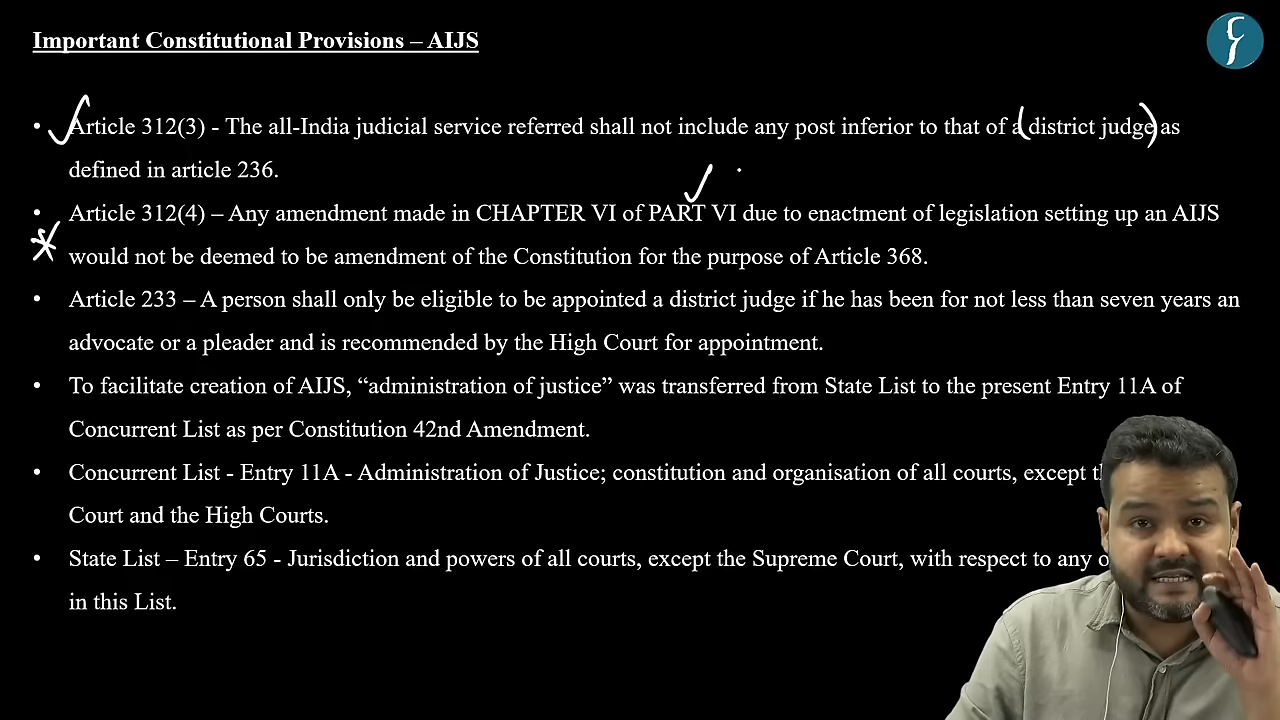 Important Constitutional Provisions – AIJS
• Article 312(3) - The all-India judicial service referred shall not include any post inferior to that of a district judge as
defined in article 236.
• Article 312(4) – Any amendment made in CHAPTER VI of PART VI due to enactment of legislation setting up an AIJS
would not be deemed to be amendment of the Constitution for the purpose of Article 368.
• Article 233 – A person shall only be eligible to be appointed a district judge if he has been for not less than seven years an
advocate or a pleader and is recommended by the High Court for appointment.
• To facilitate creation of AIJS, “administration of justice” was transferred from State List to the present Entry 11A of
Concurrent List as per Constitution 42nd Amendment.
• Concurrent List - Entry 11A - Administration of Justice; constitution and organisation of all courts, except
Court and the High Courts.
• State List – Entry 65 - Jurisdiction and powers of all courts, except the Supreme Court, with respect to any
in this List.